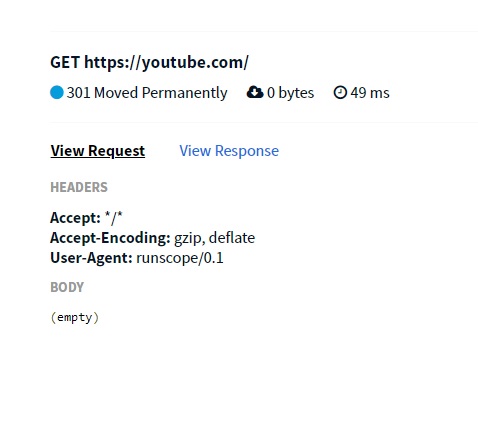 GET https://youtube.com/
301 Moved Permanently 0 bytes 49 ms
View Request View Response
HEADERS
Accept: */*
Accept-Encoding: gzip, deflate
User-Agent: runscope/0.1
BODY
(empty)